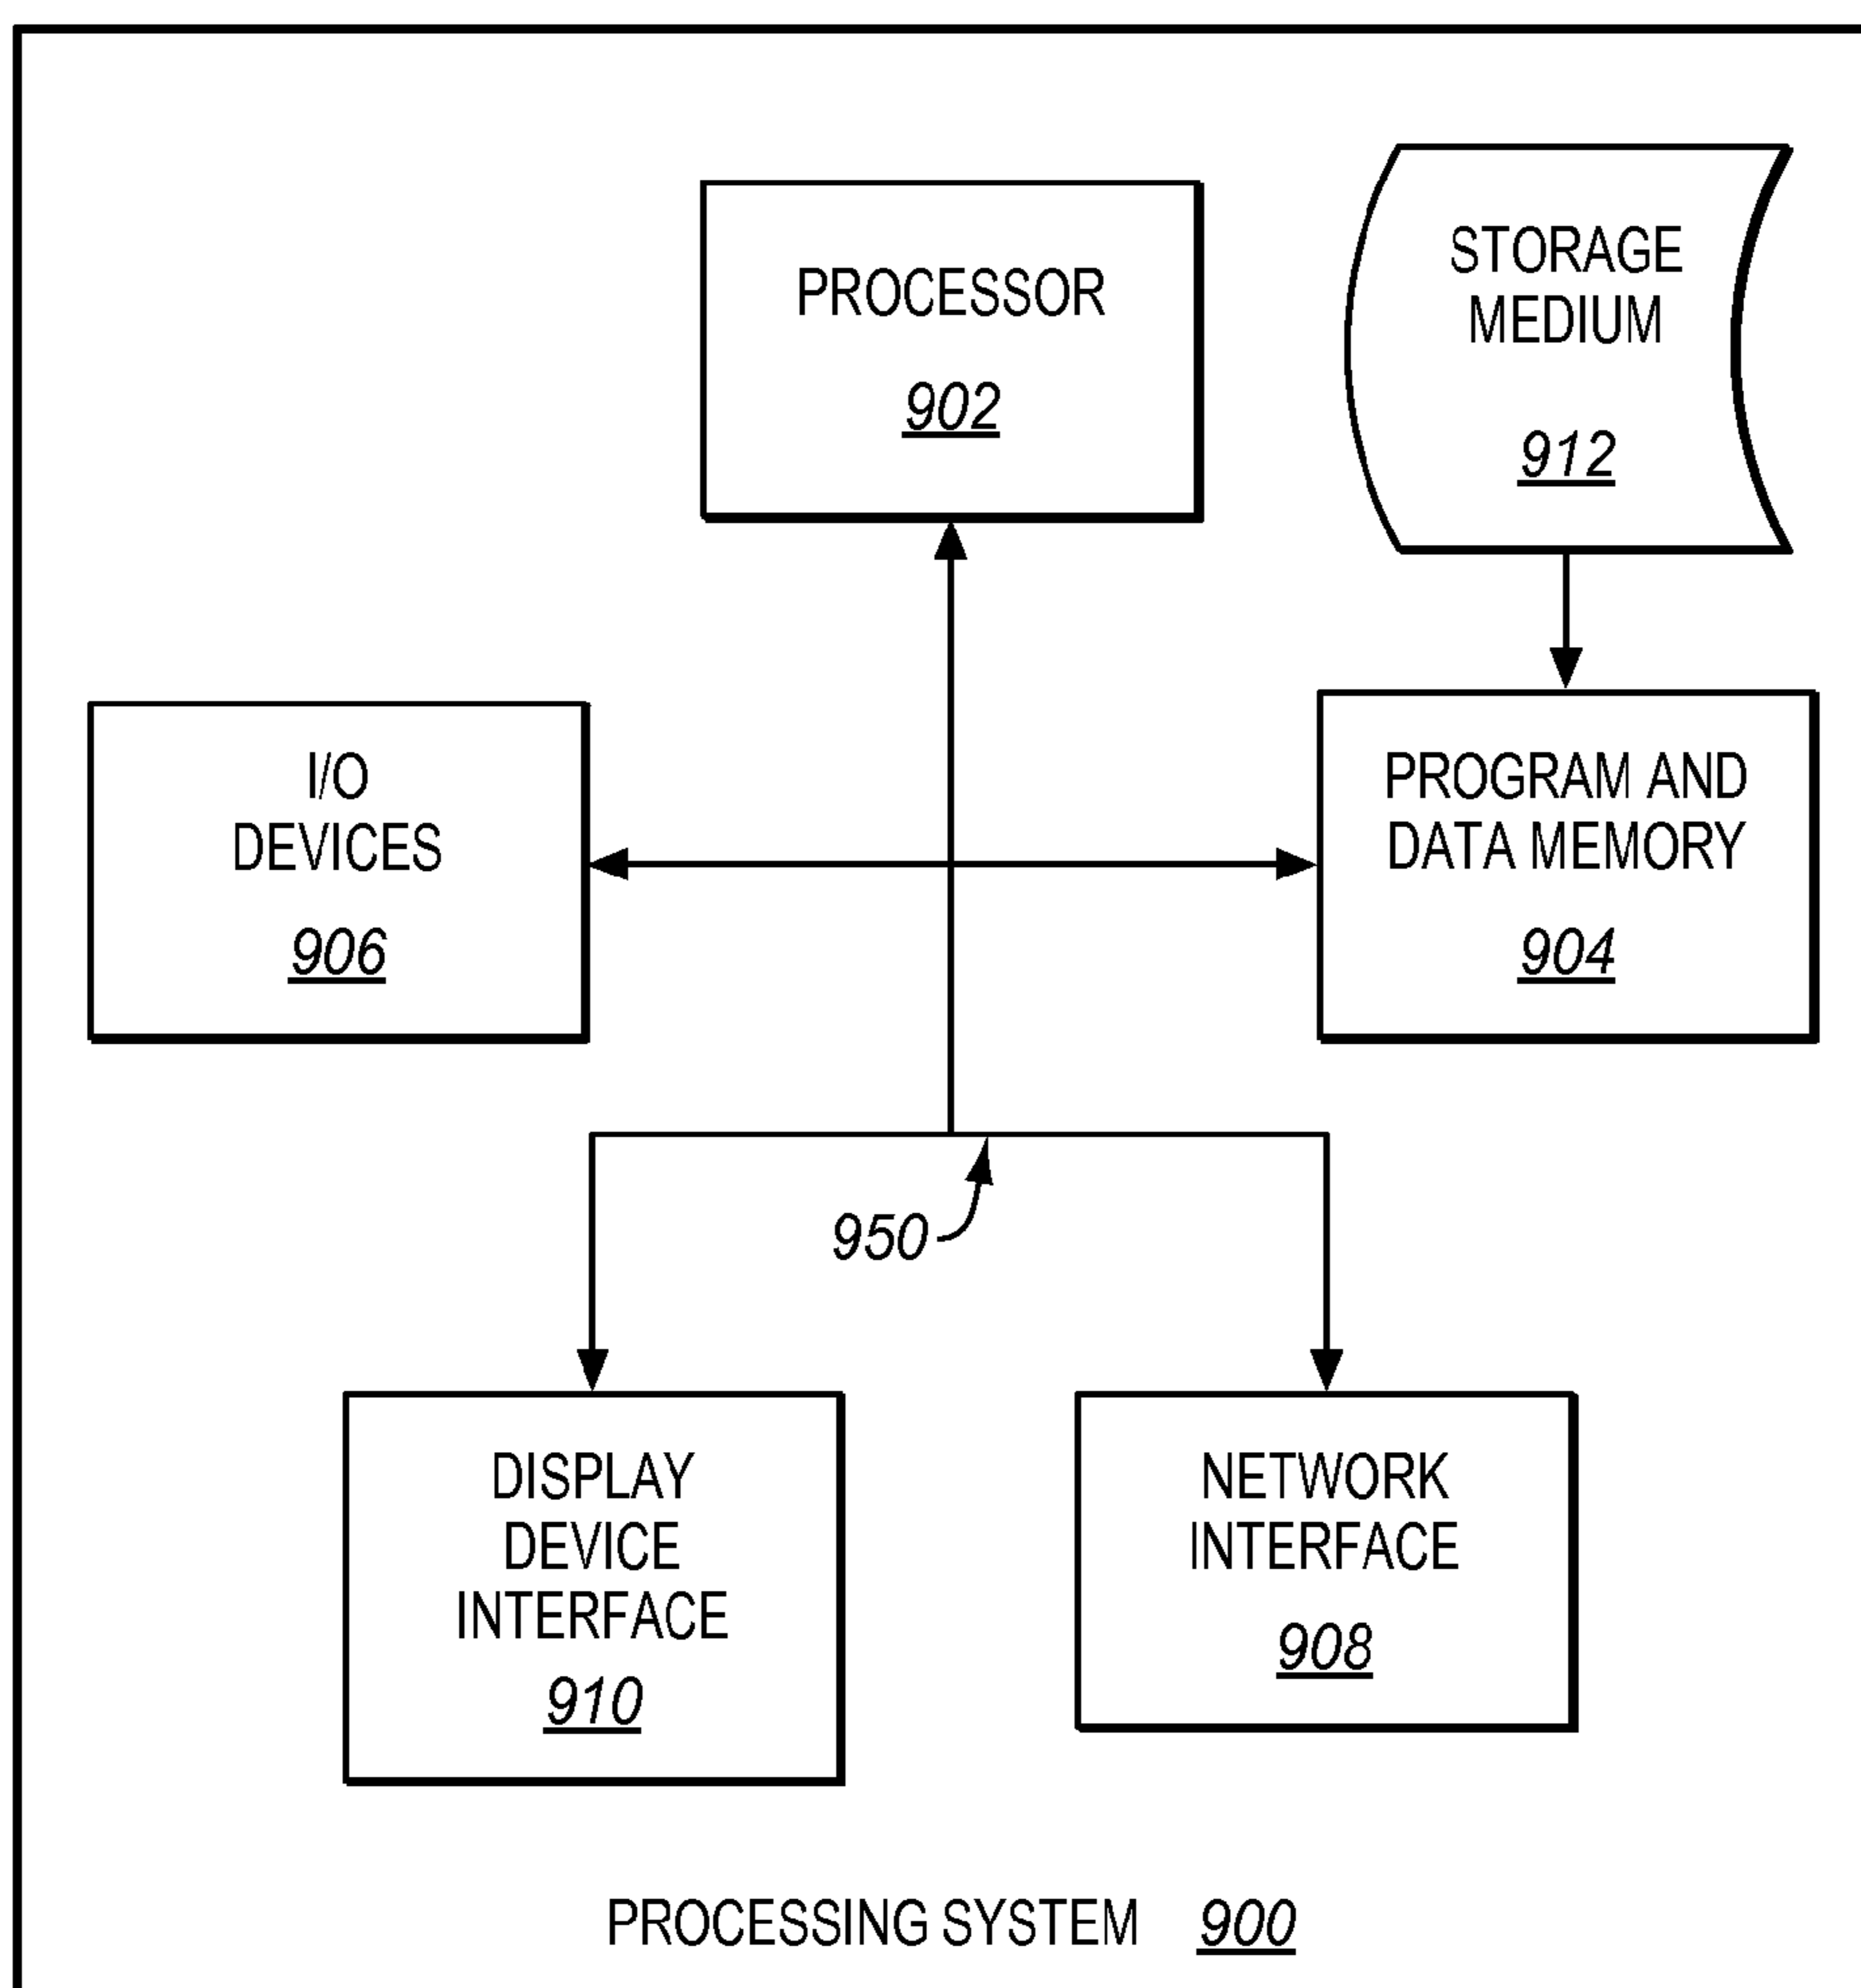 PROCESSOR
902
STORAGE
MEDIUM
912
I/O
DEVICES
906
PROGRAM AND
DATA MEMORY
904
950
DISPLAY
DEVICE
INTERFACE
910
NETWORK
INTERFACE
908
PROCESSING SYSTEM 900